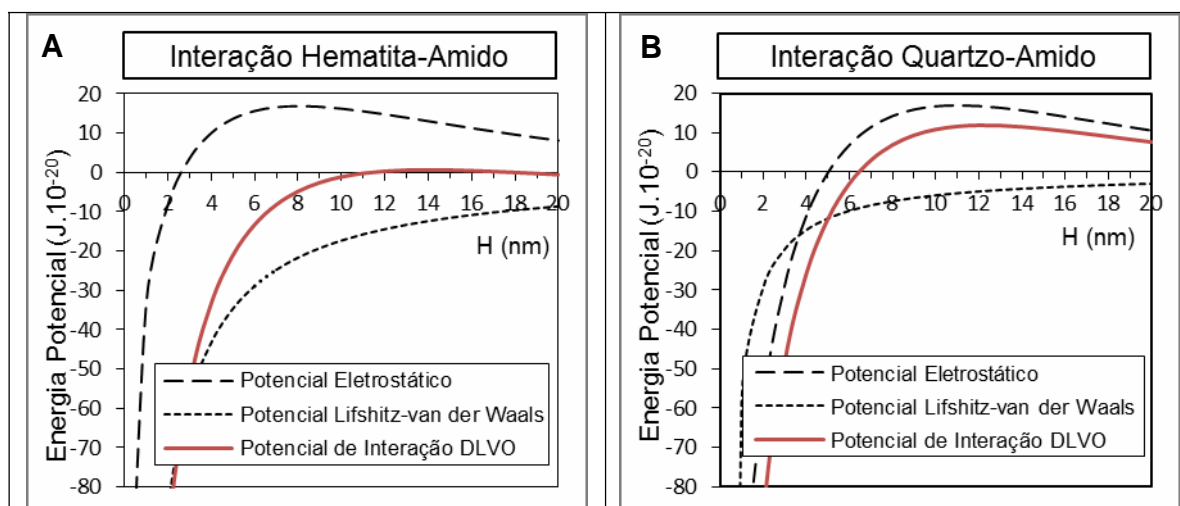 A
Interação Hematita-Amido
Energia Potencial (J.10⁻²⁰)
20
10
0
-10
-20
-30
-40
-50
-60
-70
-80
0 2 4 6 8 10 12 14 16 18 20
H (nm)
Potencial Eletrostático
Potencial Lifshitz-van der Waals
Potencial de Interação DLVO
B
Interação Quartzo-Amido
Energia Potencial (J.10⁻²⁰)
20
10
0
-10
-20
-30
-40
-50
-60
-70
-80
0 2 4 6 8 10 12 14 16 18 20
H (nm)
Potencial Eletrostático
Potencial Lifshitz-van der Waals
Potencial de Interação DLVO